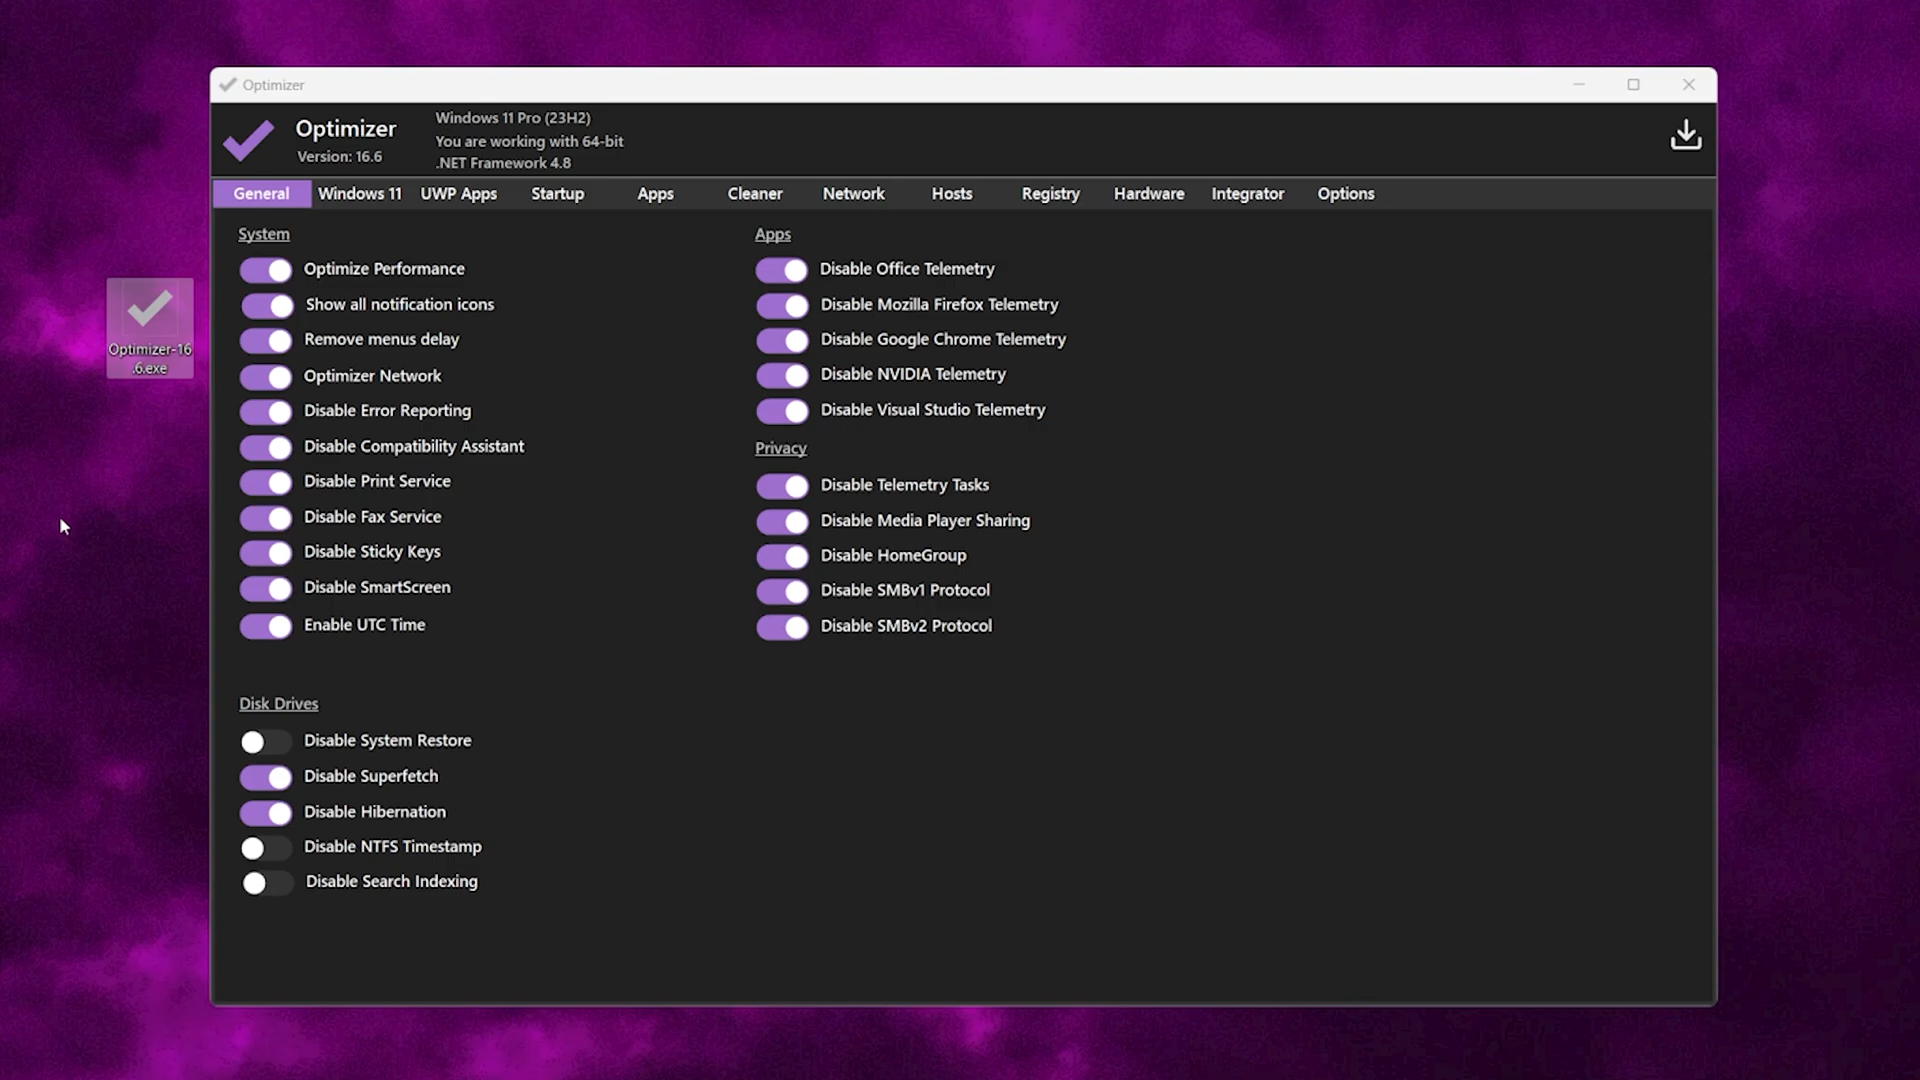 Optimizer
Optimizer
Version: 16.6
Windows 11 Pro (23H2)
You are working with 64-bit
.NET Framework 4.8
General Windows 11 UWP Apps Startup Apps Cleaner Network Hosts Registry Hardware Integrator Options
System
Optimize Performance
Show all notification icons
Remove menus delay
Optimizer Network
Disable Error Reporting
Disable Compatibility Assistant
Disable Print Service
Disable Fax Service
Disable Sticky Keys
Disable SmartScreen
Enable UTC Time
Disk Drives
Disable System Restore
Disable Superfetch
Disable Hibernation
Disable NTFS Timestamp
Disable Search Indexing
Apps
Disable Office Telemetry
Disable Mozilla Firefox Telemetry
Disable Google Chrome Telemetry
Disable NVIDIA Telemetry
Disable Visual Studio Telemetry
Privacy
Disable Telemetry Tasks
Disable Media Player Sharing
Disable HomeGroup
Disable SMBv1 Protocol
Disable SMBv2 Protocol
Optimizer-16
.6.exe